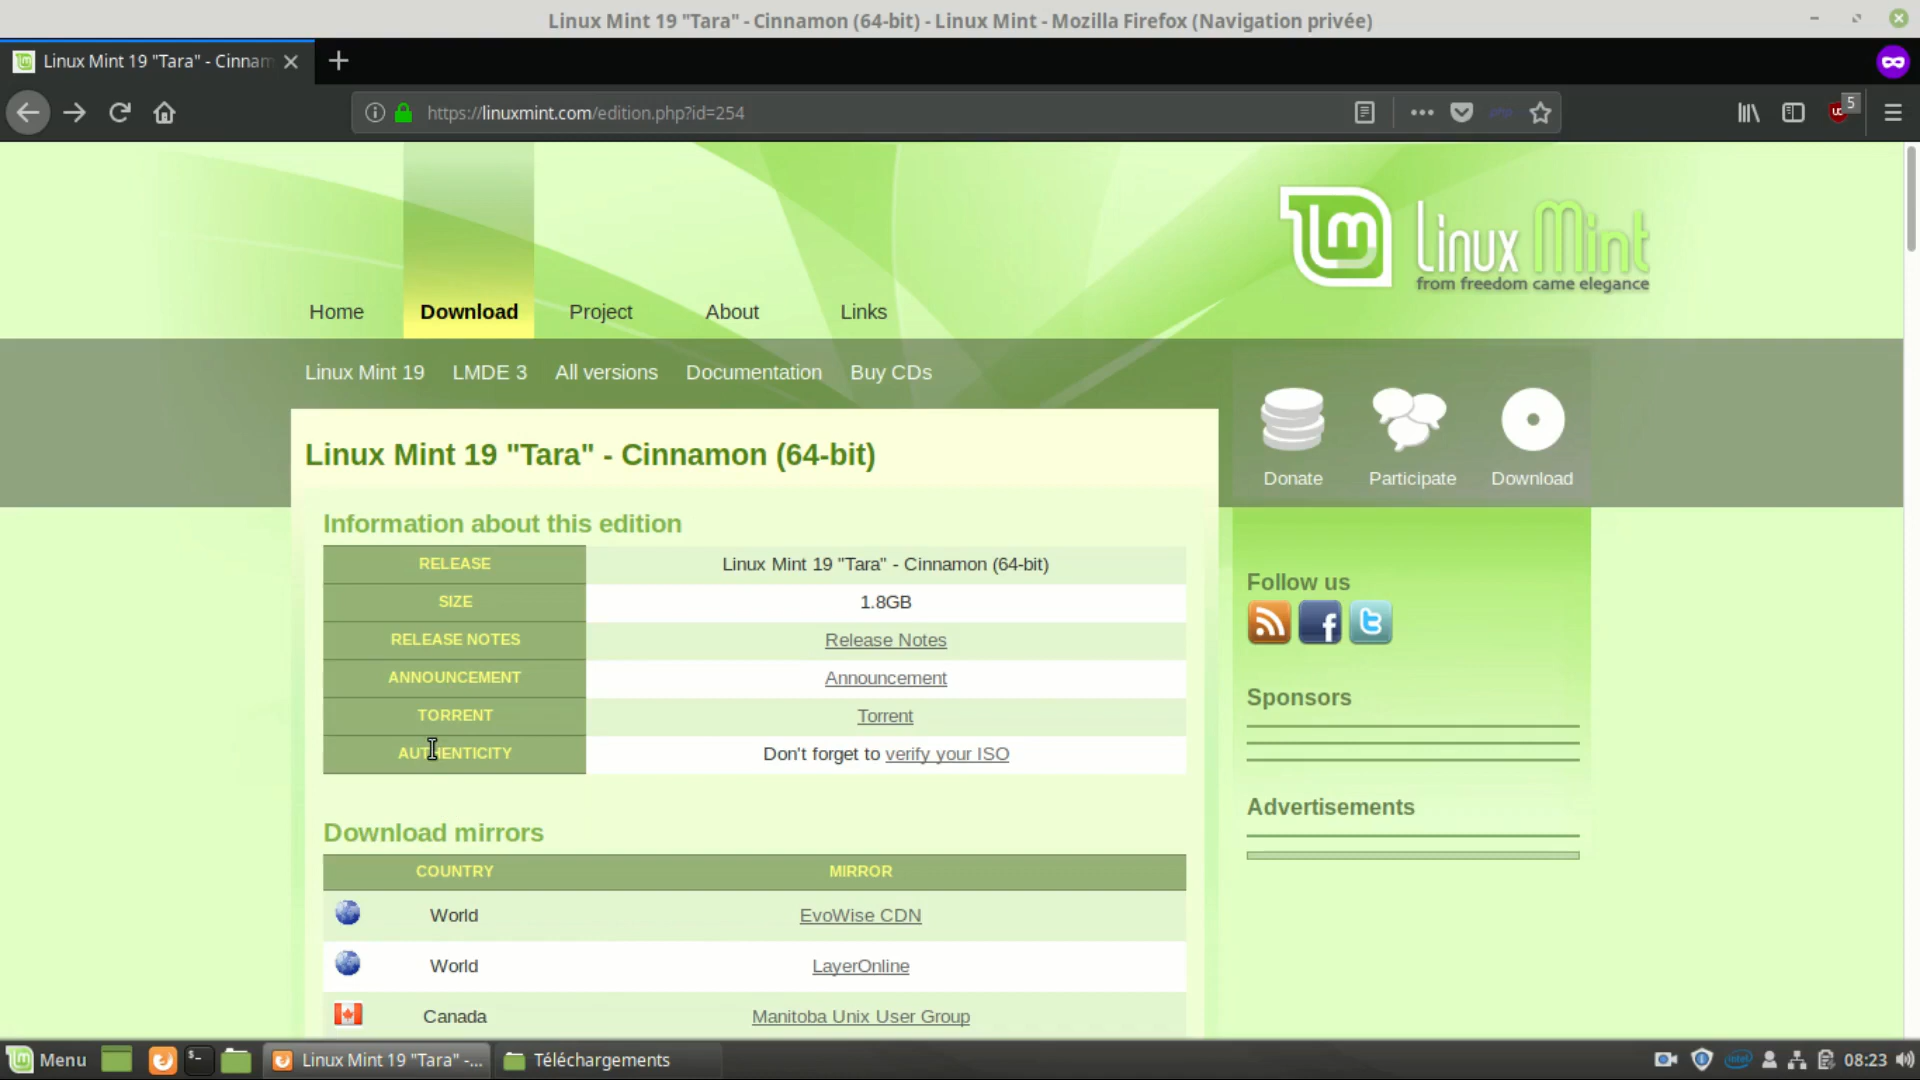 Linux Mint 19 "Tara" - Cinnamon (64-bit) - Linux Mint - Mozilla Firefox (Navigation privée)
Linux Mint 19 "Tara" - Cinnam
5
https://linuxmint.com/edition.php?id=254
Linux Mint
from freedom came elegance
Home
Download
Project
About
Links
Linux Mint 19
LMDE 3
All versions
Documentation
Buy CDs
Donate
Participate
Download
Linux Mint 19 "Tara" - Cinnamon (64-bit)
Information about this edition
RELEASE
Linux Mint 19 "Tara" - Cinnamon (64-bit)
SIZE
1.8GB
RELEASE NOTES
Release Notes
ANNOUNCEMENT
Announcement
TORRENT
Torrent
AUTHENTICITY
Don't forget to verify your ISO
Download mirrors
COUNTRY
MIRROR
World
EvoWise CDN
World
LayerOnline
Canada
Manitoba Unix User Group
Follow us
Sponsors
Advertisements
Menu
Linux Mint 19 "Tara" -...
Téléchargements
08:23